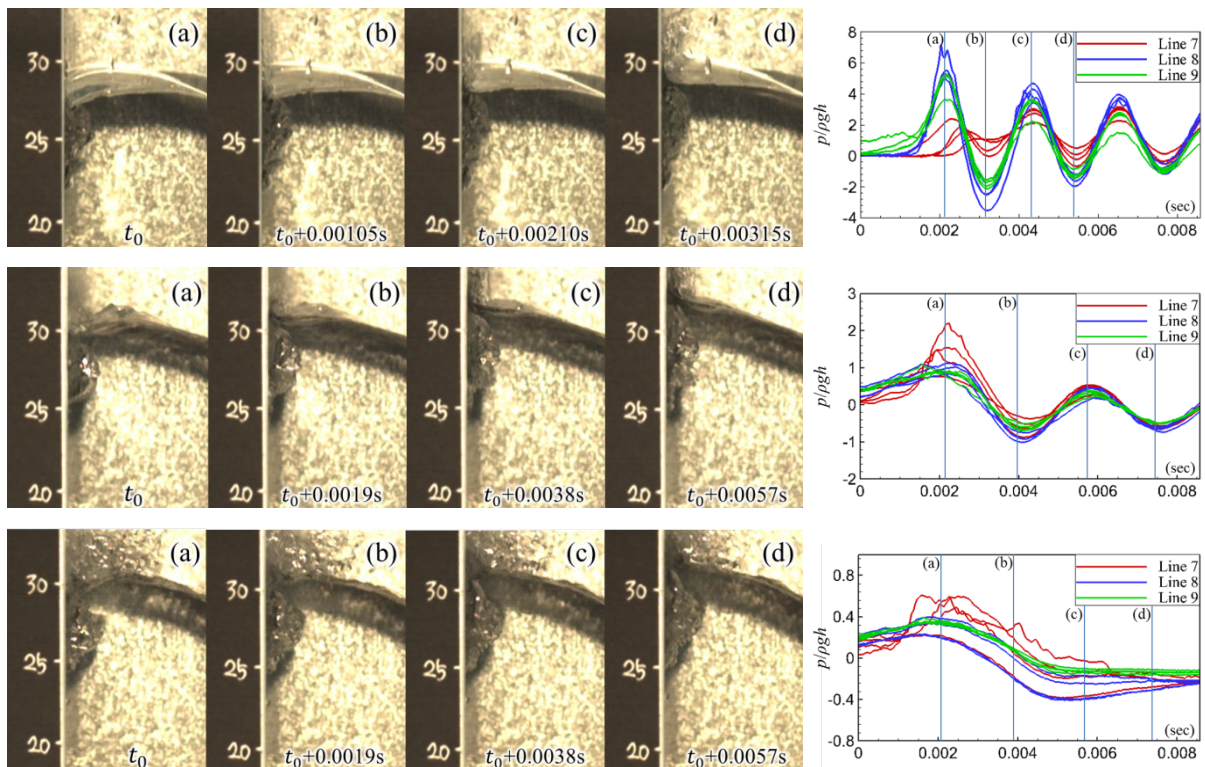 (a) (b) (c) (d)
30 30 30 30
25 25 25 25
20 20 20 20
t₀ t₀+0.00105s t₀+0.00210s t₀+0.00315s
8
6
4
2
0
-2
-4
p/ρgh
(a) (b) (c) (d)
Line 7
Line 8
Line 9
(sec)
0 0.002 0.004 0.006 0.008
(a) (b) (c) (d)
30 30 30 30
25 25 25 25
20 20 20 20
t₀ t₀+0.0019s t₀+0.0038s t₀+0.0057s
3
2
1
0
-1
-2
p/ρgh
(a) (b)
Line 7
Line 8
Line 9
(c) (d)
(sec)
0 0.002 0.004 0.006 0.008
(a) (b) (c) (d)
30 30 30 30
25 25 25 25
20 20 20 20
t₀ t₀+0.0019s t₀+0.0038s t₀+0.0057s
0.8
0.4
0
-0.4
-0.8
p/ρgh
(a) (b)
Line 7
Line 8
Line 9
(c) (d)
(sec)
0 0.002 0.004 0.006 0.008